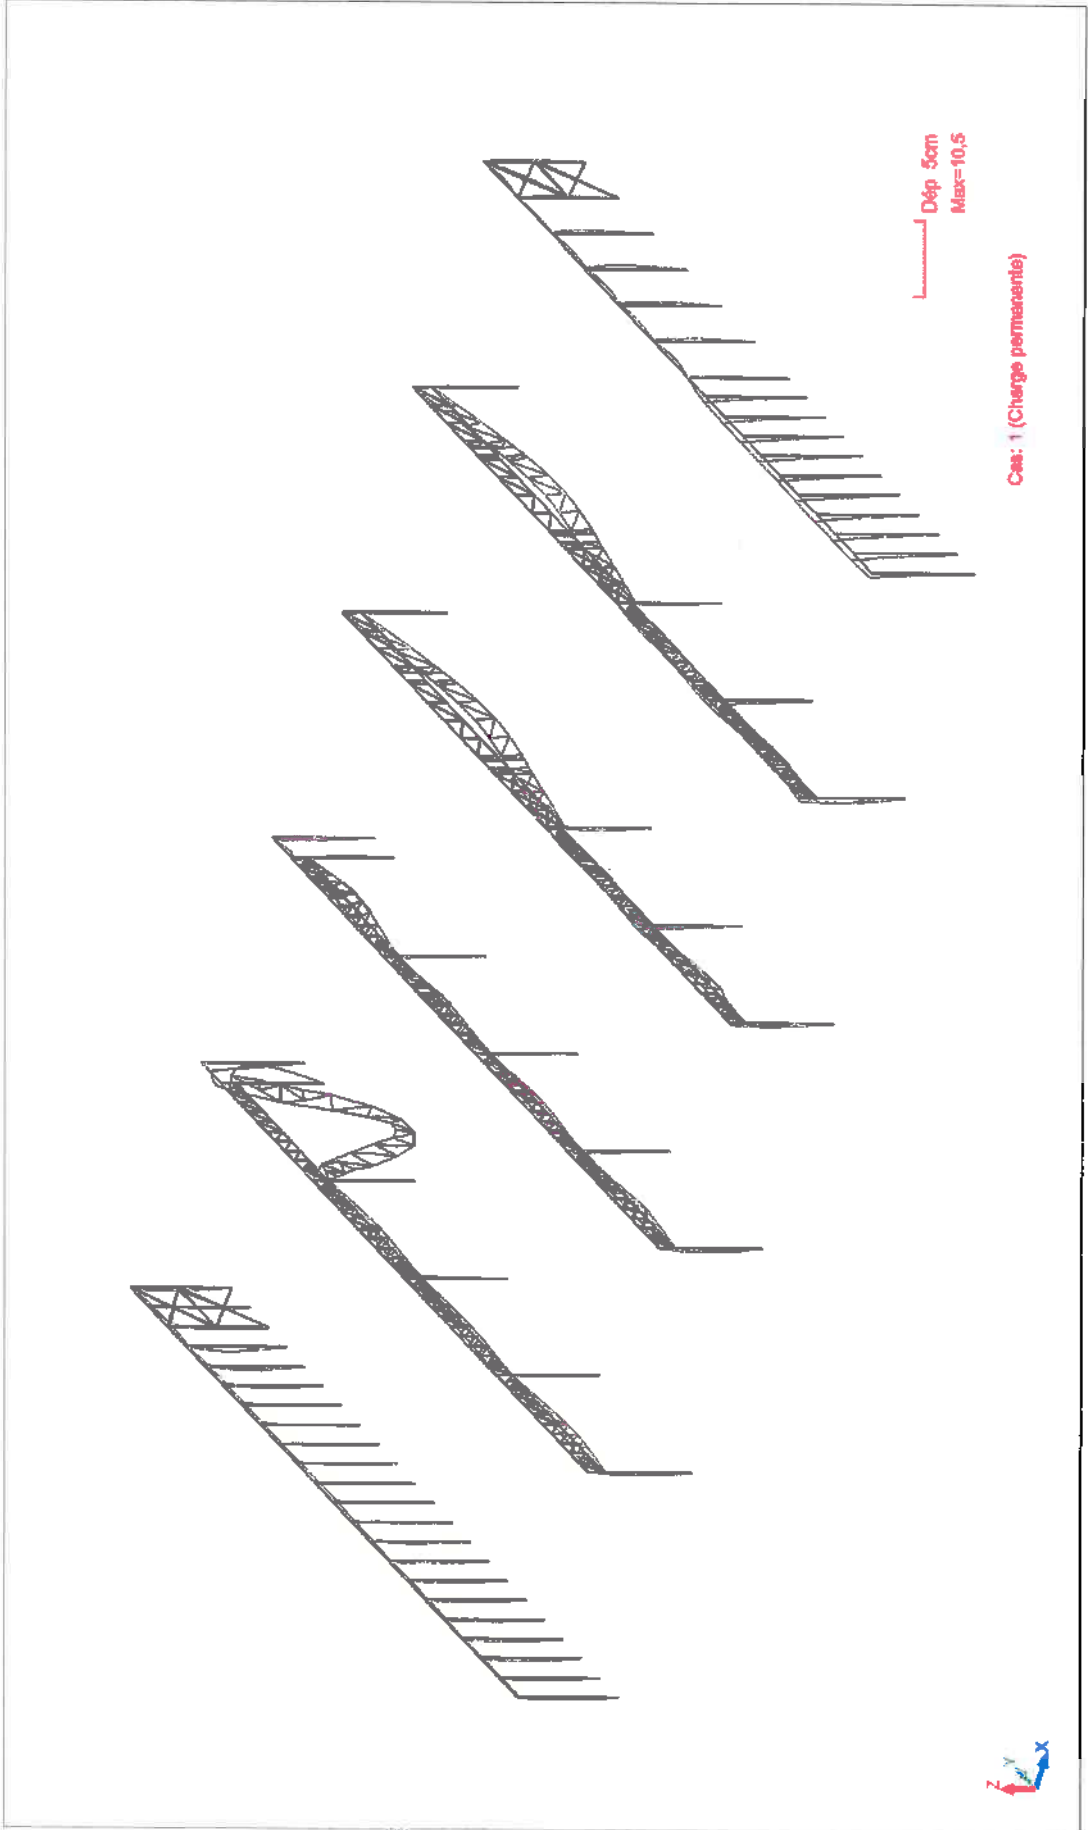 Dép 5cm
Max=10,5
Cas: 1 (Charge permanente)
Z
Y
X